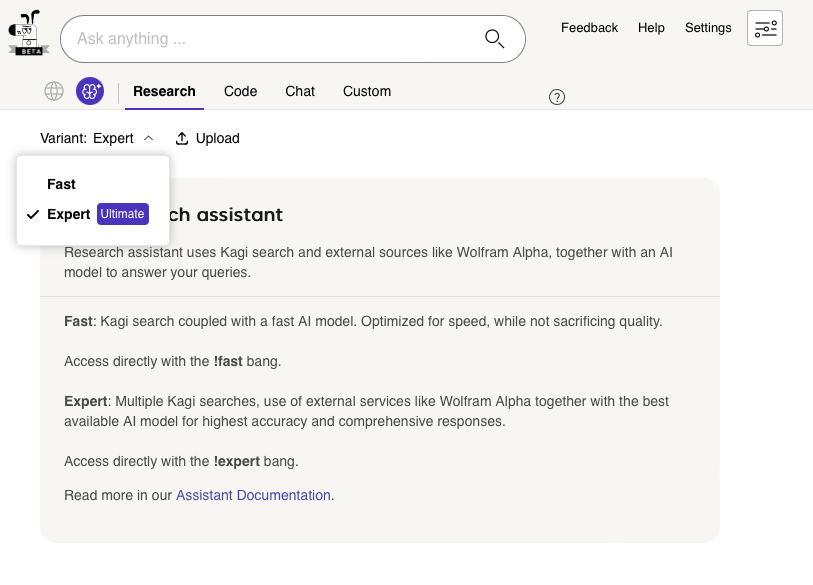 Ask anything ...
Feedback Help Settings
BETA
Research Code Chat Custom
?
Variant: Expert Upload
Fast
Expert Ultimate
ch assistant
Research assistant uses Kagi search and external sources like Wolfram Alpha, together with an AI
model to answer your queries.
Fast: Kagi search coupled with a fast AI model. Optimized for speed, while not sacrificing quality.
Access directly with the !fast bang.
Expert: Multiple Kagi searches, use of external services like Wolfram Alpha together with the best
available AI model for highest accuracy and comprehensive responses.
Access directly with the !expert bang.
Read more in our Assistant Documentation.